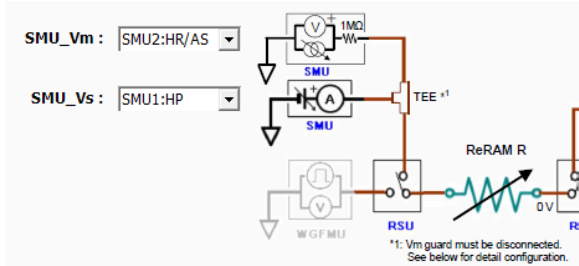 SMU_Vm : SMU2:HR/AS
V + 1MΩ
SMU
SMU_Vs : SMU1:HP
+ A
TEE *1
SMU
ReRAM R
V
0 V
WGFMU
RSU
*1: Vm guard must be disconnected.
See below for detail configuration.